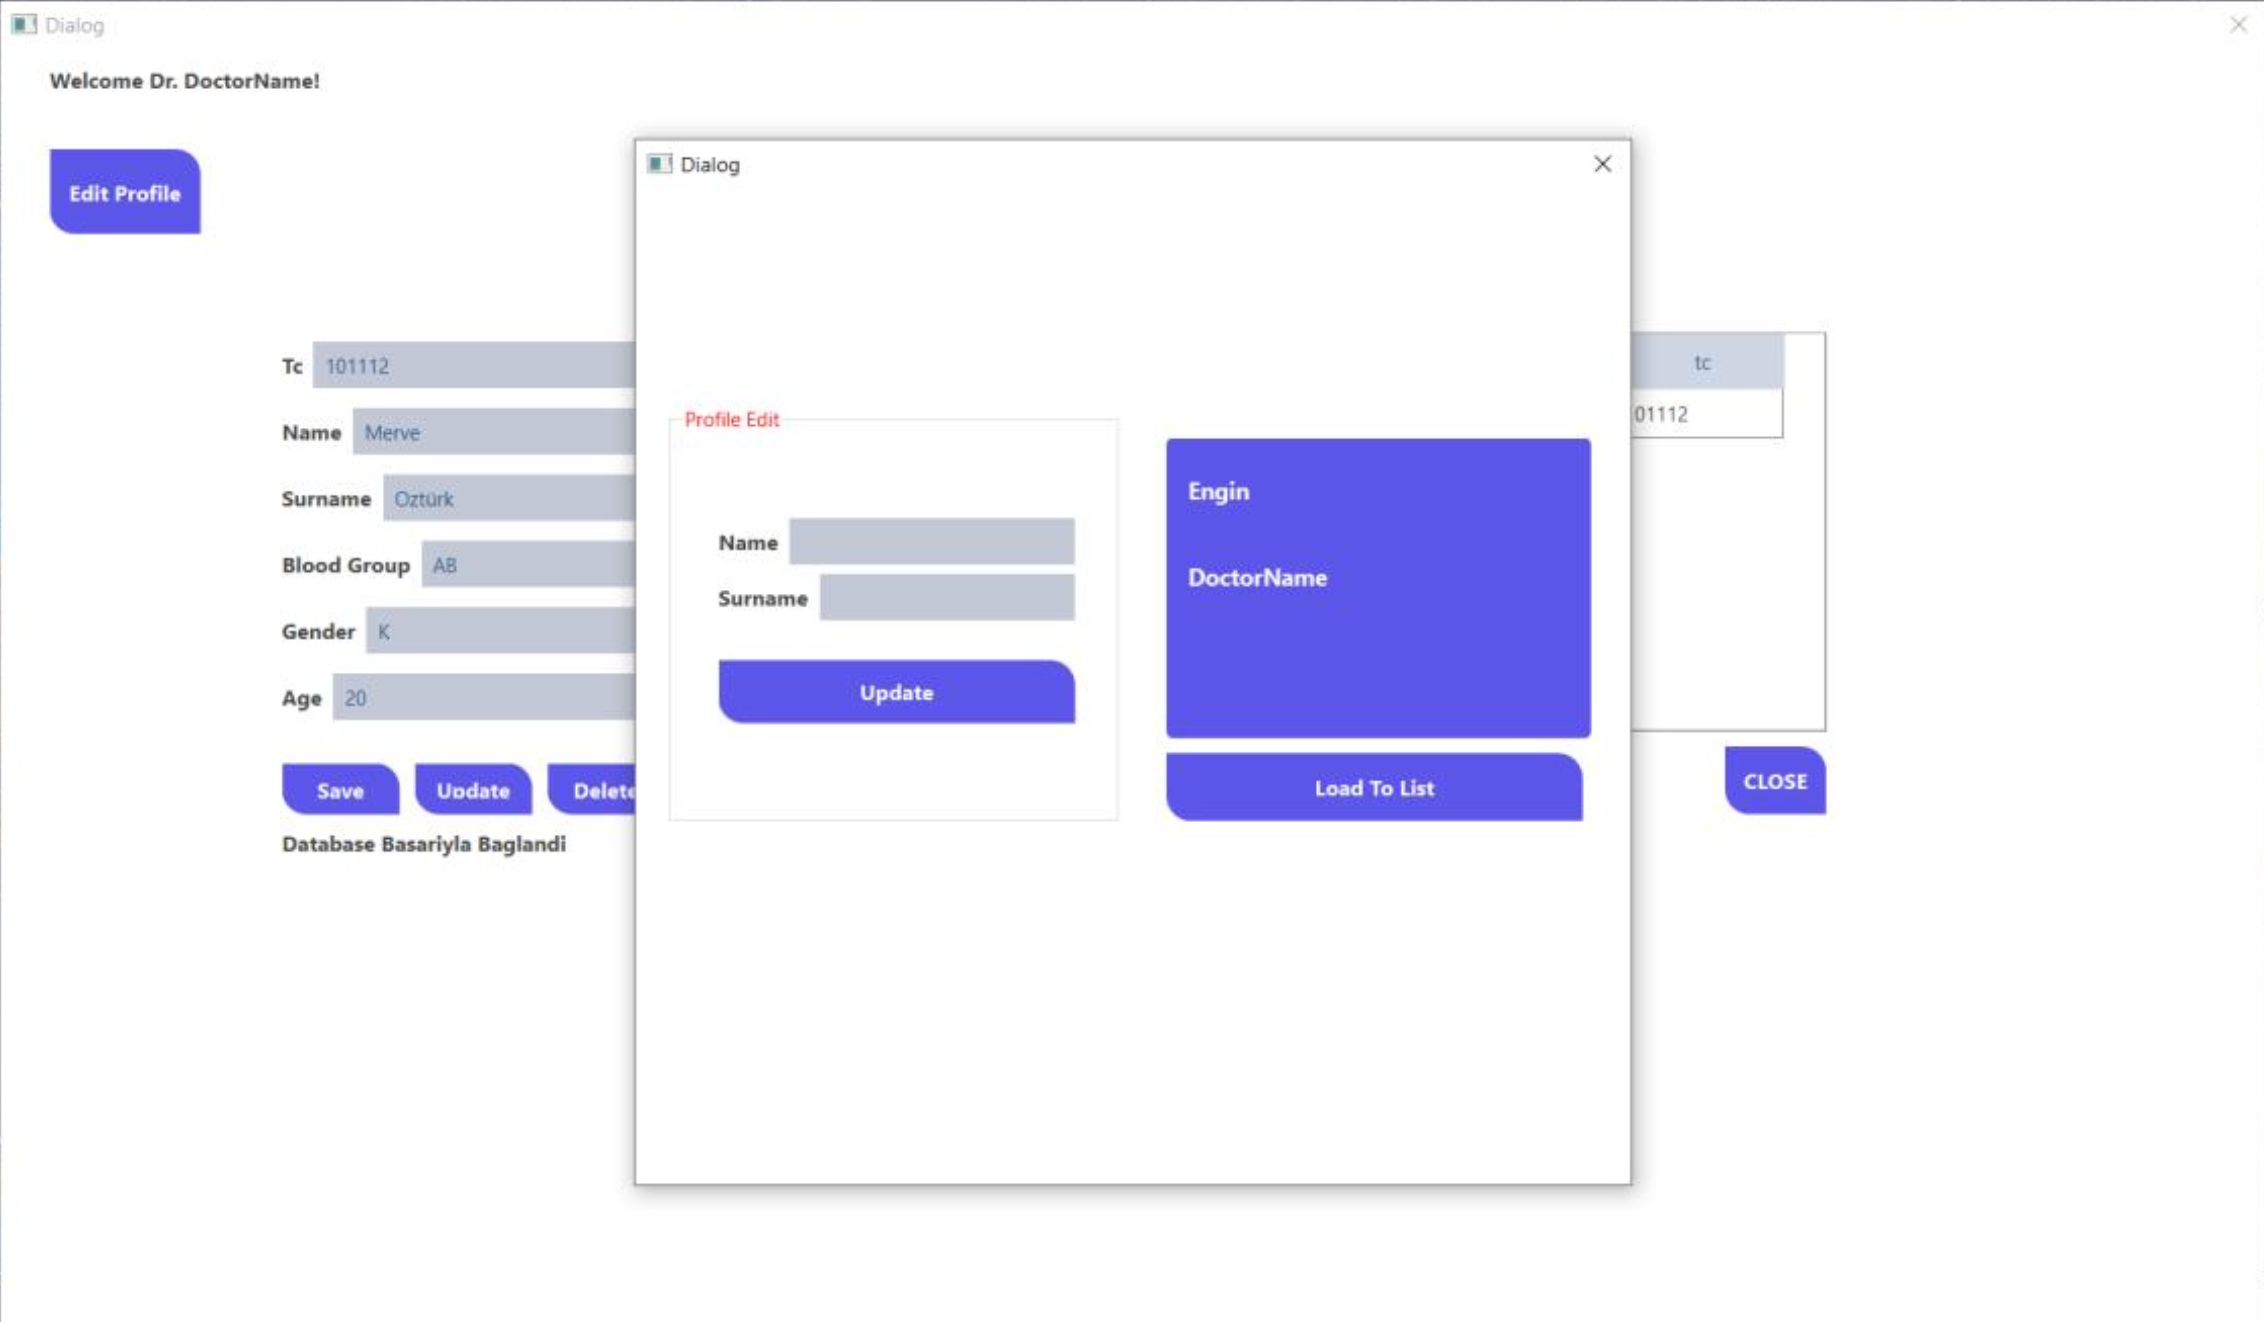 Dialog
Welcome Dr. DoctorName!
Edit Profile
Tc 101112
Name Merve
Surname Oztürk
Blood Group AB
Gender K
Age 20
Save Update Delete
Database Basariyla Baglandi
Dialog
Profile Edit
Name
Surname
Update
Engin
DoctorName
Load To List
tc
01112
CLOSE